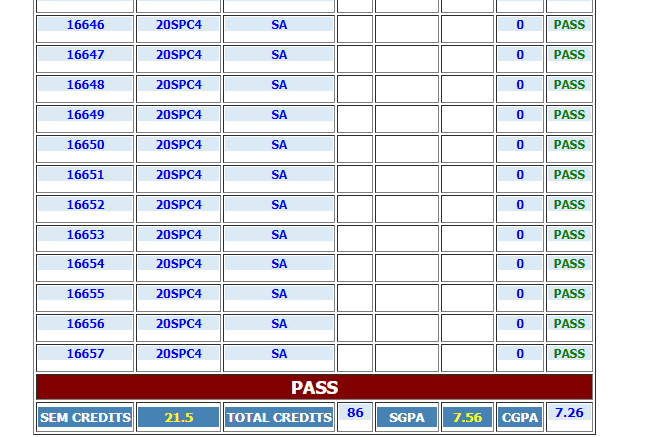 16646 20SPC4 SA 0 PASS
16647 20SPC4 SA 0 PASS
16648 20SPC4 SA 0 PASS
16649 20SPC4 SA 0 PASS
16650 20SPC4 SA 0 PASS
16651 20SPC4 SA 0 PASS
16652 20SPC4 SA 0 PASS
16653 20SPC4 SA 0 PASS
16654 20SPC4 SA 0 PASS
16655 20SPC4 SA 0 PASS
16656 20SPC4 SA 0 PASS
16657 20SPC4 SA 0 PASS
PASS
SEM CREDITS 21.5 TOTAL CREDITS 86 SGPA 7.56 CGPA 7.26